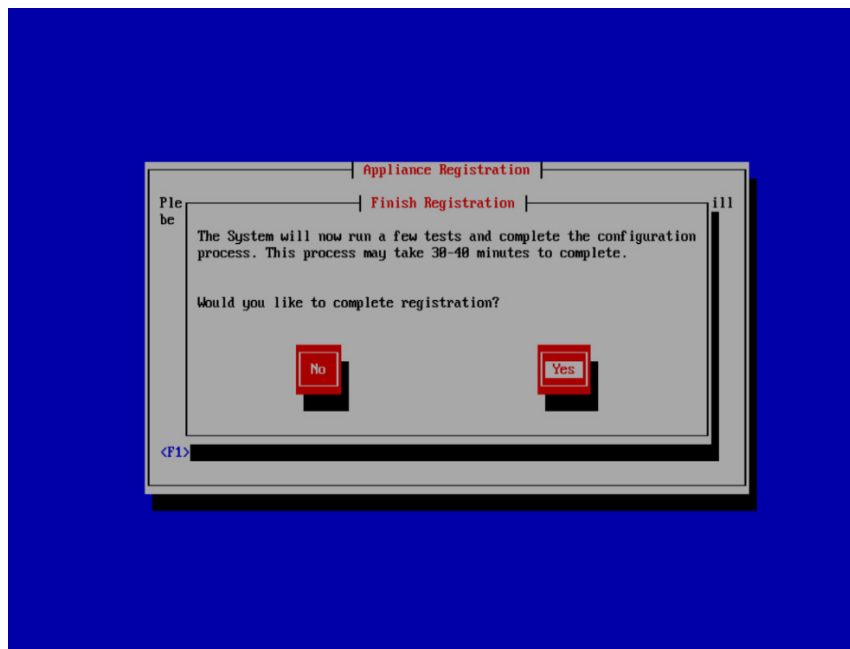 Appliance Registration
Ple Finish Registration ill
be
The System will now run a few tests and complete the configuration
process. This process may take 30-40 minutes to complete.
Would you like to complete registration?
No Yes
<F1>